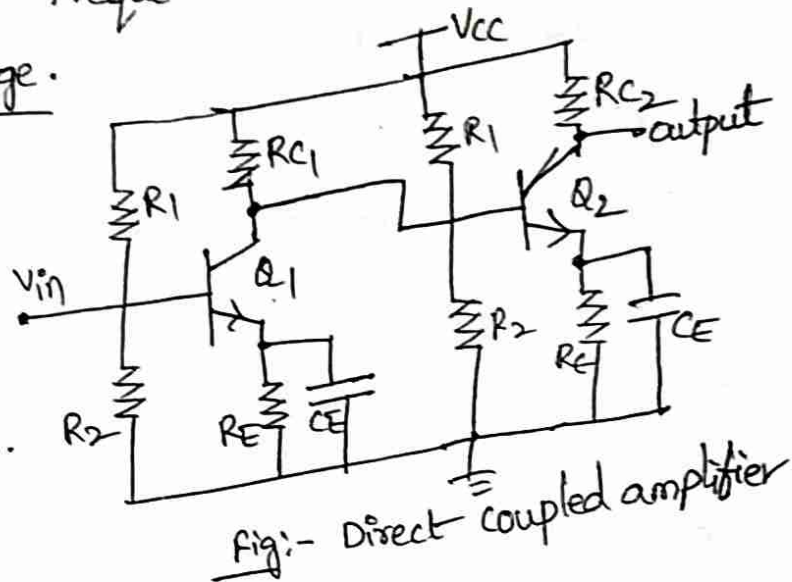 ge.
Vcc
RC2
output
R1
RC1
R1
Q2
Vin
Q1
R2
RE
CE
R2
RE
CE
Fig:- Direct coupled amplifier